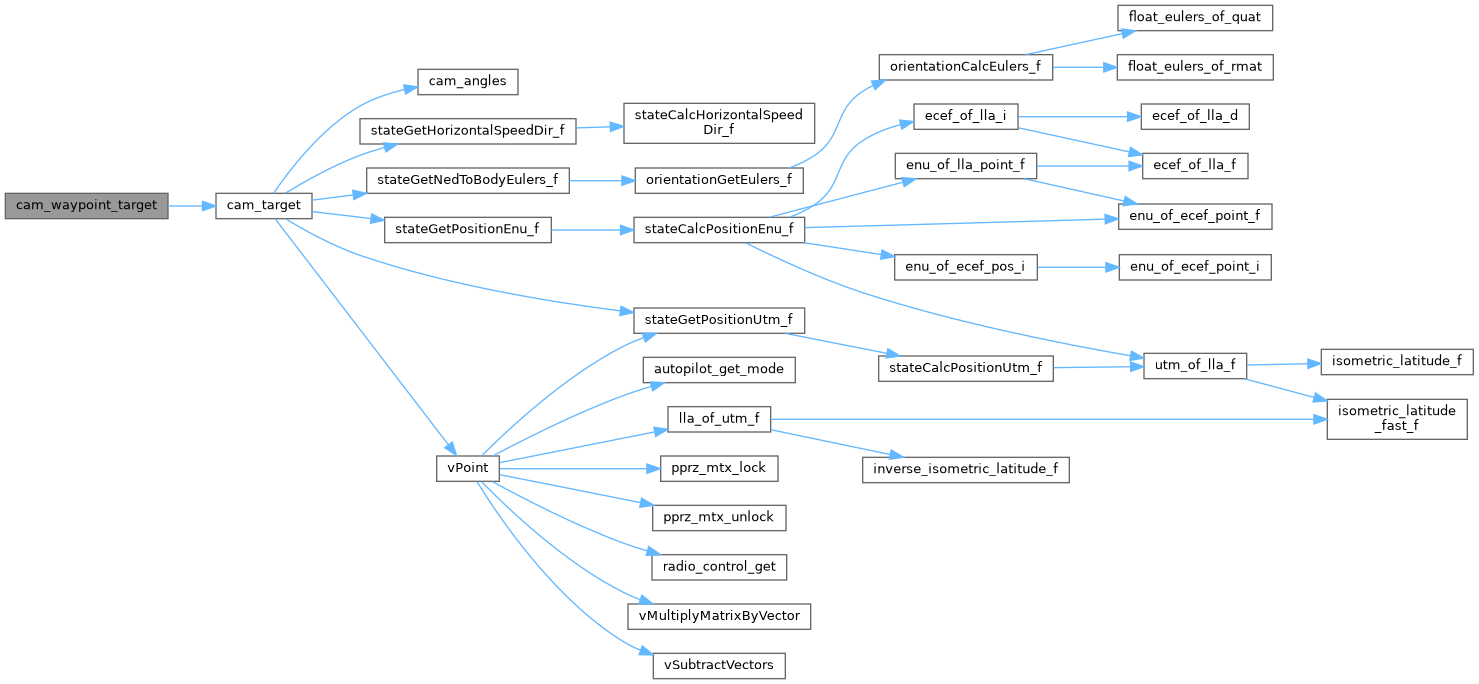 cam_waypoint_target
cam_target
cam_angles
stateGetHorizontalSpeedDir_f
stateGetNedToBodyEulers_f
stateGetPositionEnu_f
vPoint
stateCalcHorizontalSpeed
Dir_f
orientationGetEulers_f
stateCalcPositionEnu_f
stateGetPositionUtm_f
autopilot_get_mode
lla_of_utm_f
pprz_mtx_lock
pprz_mtx_unlock
radio_control_get
vMultiplyMatrixByVector
vSubtractVectors
orientationCalcEulers_f
ecef_of_lla_i
enu_of_lla_point_f
enu_of_ecef_pos_i
stateCalcPositionUtm_f
inverse_isometric_latitude_f
float_eulers_of_quat
float_eulers_of_rmat
ecef_of_lla_d
ecef_of_lla_f
enu_of_ecef_point_f
enu_of_ecef_point_i
utm_of_lla_f
isometric_latitude_f
isometric_latitude
_fast_f